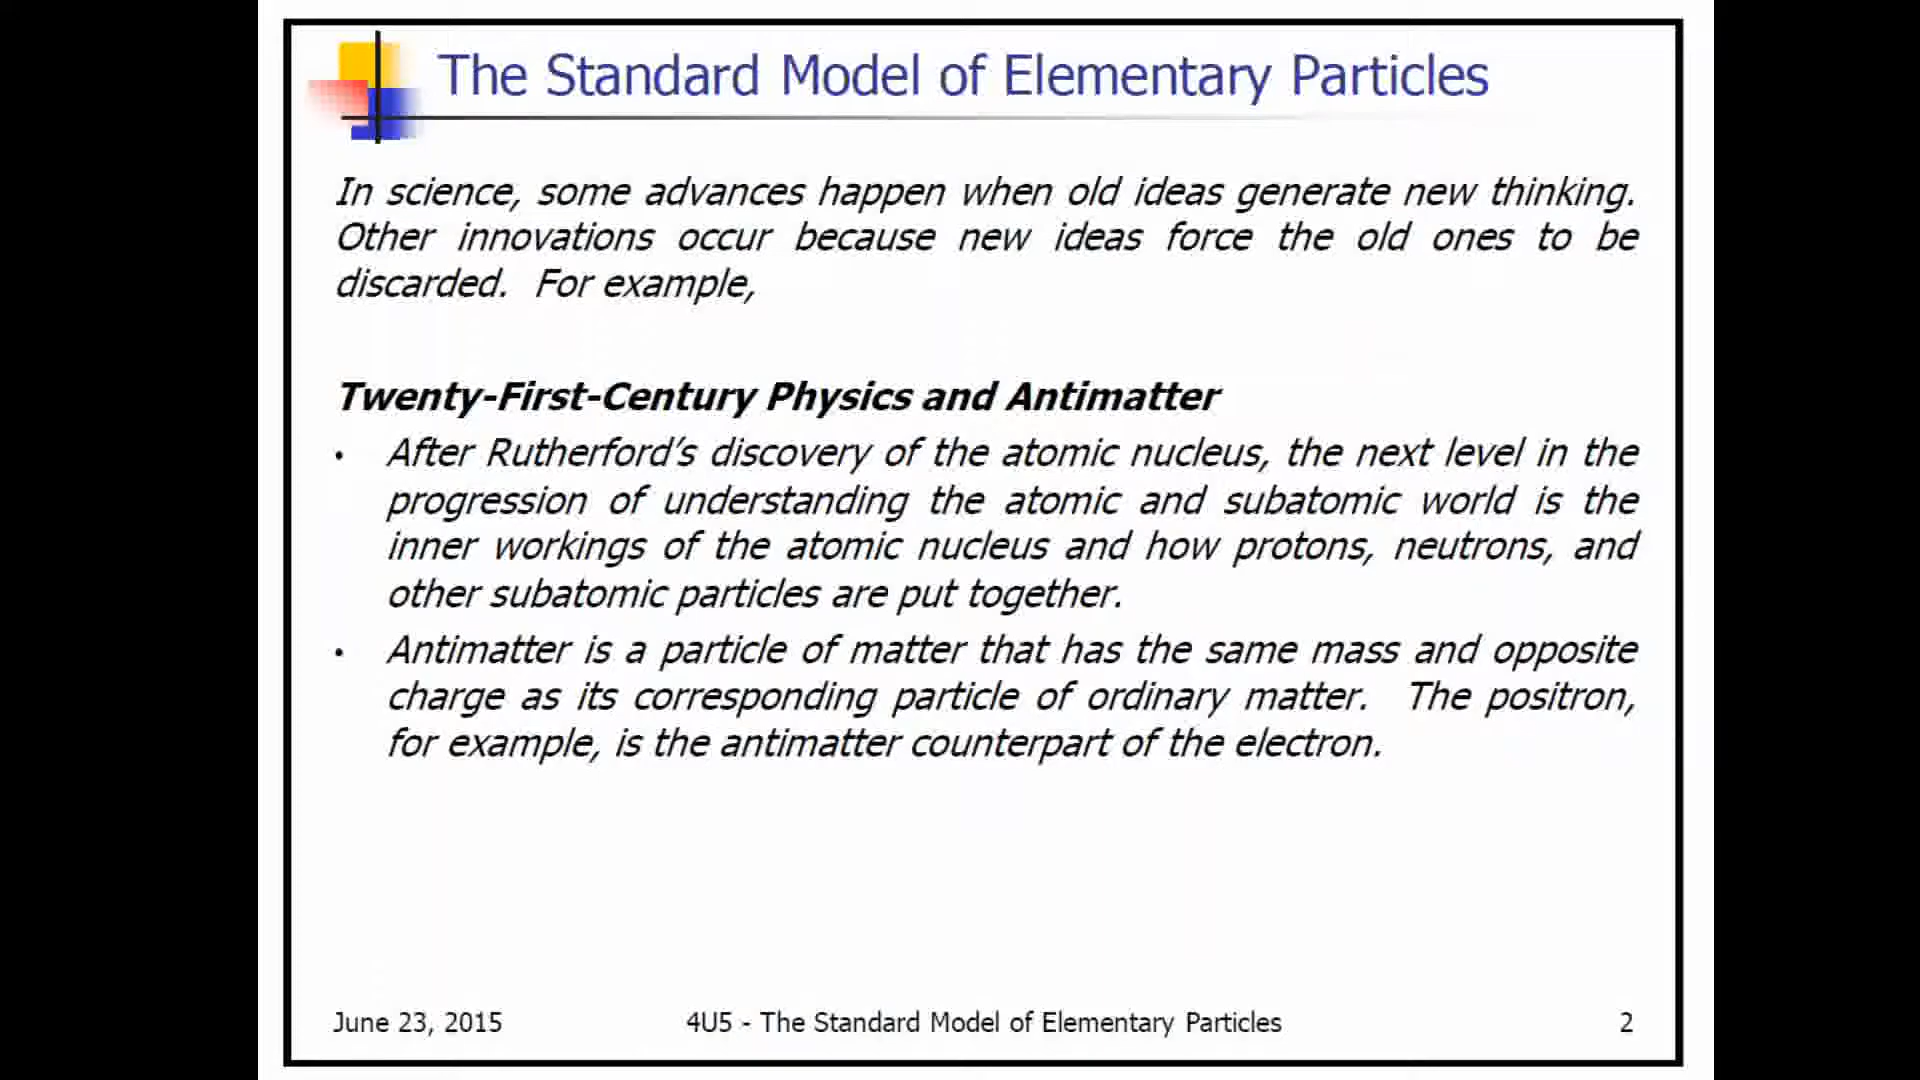 The Standard Model of Elementary Particles
In science, some advances happen when old ideas generate new thinking.
Other innovations occur because new ideas force the old ones to be
discarded. For example,
Twenty-First-Century Physics and Antimatter
• After Rutherford's discovery of the atomic nucleus, the next level in the
progression of understanding the atomic and subatomic world is the
inner workings of the atomic nucleus and how protons, neutrons, and
other subatomic particles are put together.
• Antimatter is a particle of matter that has the same mass and opposite
charge as its corresponding particle of ordinary matter. The positron,
for example, is the antimatter counterpart of the electron.
June 23, 2015 4U5 - The Standard Model of Elementary Particles 2